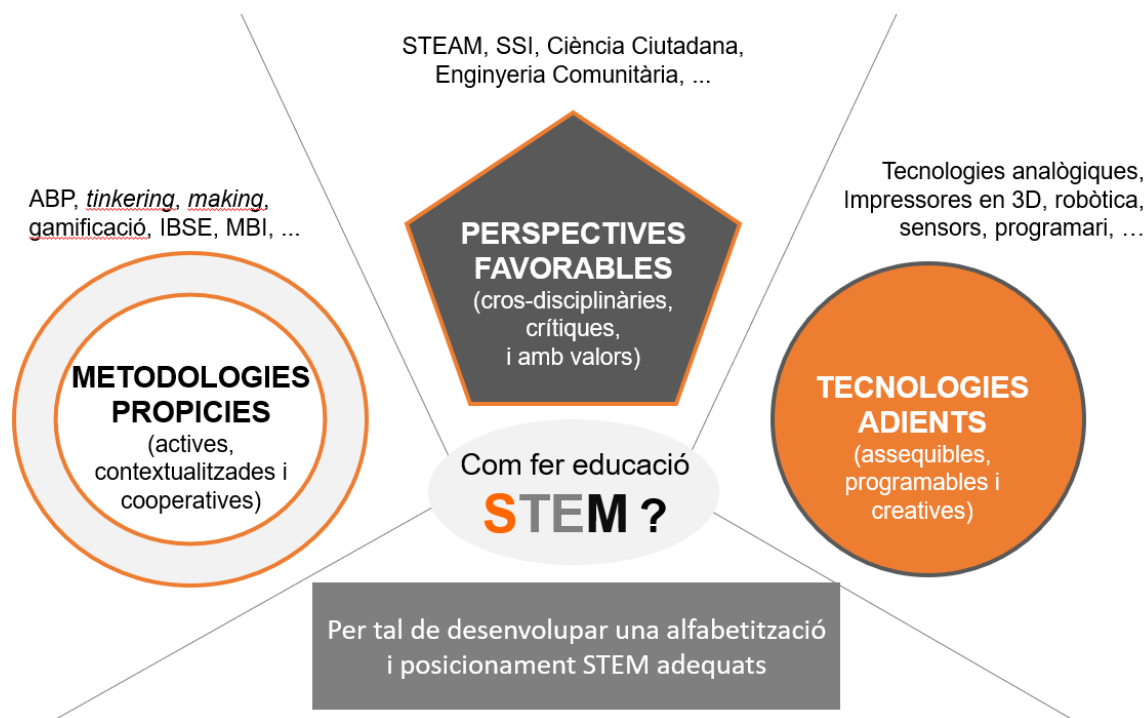 STEAM, SSI, Ciència Ciutadana,
Enginyeria Comunitària, ...
PERSPECTIVES
FAVORABLES
(cros-disciplinàries,
crítiques,
i amb valors)
ABP, tinkering, making,
gamificació, IBSE, MBI, ...
METODOLOGIES
PROPICIES
(actives,
contextualitzades i
cooperatives)
Tecnologies analògiques,
Impressores en 3D, robòtica,
sensors, programari, ...
TECNOLOGIES
ADIENTS
(assequibles,
programables i
creatives)
Com fer educació
STEM ?
Per tal de desenvolupar una alfabetització
i posicionament STEM adequats